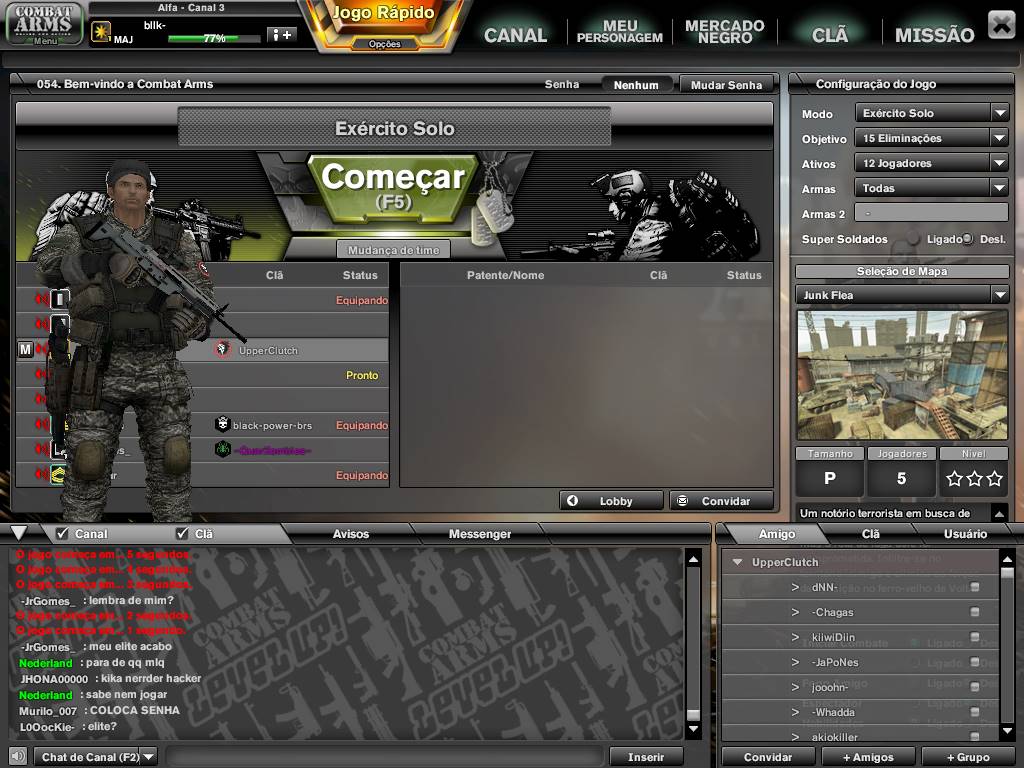 COMBAT ARMS
Menu
Alfa - Canal 3
MAJ
bllk-
77%
i +
Jogo Rápido
Opções
CANAL
MEU PERSONAGEM
MERCADO NEGRO
CLÃ
MISSÃO
054. Bem-vindo a Combat Arms
Senha
Nenhum
Mudar Senha
Exército Solo
Começar
(F5)
Mudança de time
Clã
Status
Equipando
M
UpperClutch
Pronto
black-power-brs
Equipando
Equipando
Patente/Nome
Clã
Status
Lobby
Convidar
Configuração do Jogo
Modo
Exército Solo
Objetivo
15 Eliminações
Ativos
12 Jogadores
Armas
Todas
Armas 2
-
Super Soldados
Ligado
Desl.
Seleção de Mapa
Junk Flea
Tamanho
Jogadores
Nível
P
5
Um notório terrorista em busca de
Canal
Clã
Avisos
Messenger
O jogo começa em... 5 segundos.
O jogo começa em... 4 segundos.
O jogo começa em... 3 segundos.
-JrGomes_ : lembra de mim?
O jogo começa em... 2 segundos.
O jogo começa em... 1 segundo.
-JrGomes_ : meu elite acabo
Nederland : para de qq mlq
JHONA00000 : kika nerrder hacker
Nederland : sabe nem jogar
Murilo_007 : COLOCA SENHA
L0OocKie- : elite?
Chat de Canal (F2)
Inserir
Amigo
Clã
Usuário
UpperClutch
> dNN-
> -Chagas
> kiiwiDiin
> -JaPoNes
> jooohn-
> -Whadda
> akiokiller
Convidar
+ Amigos
+ Grupo